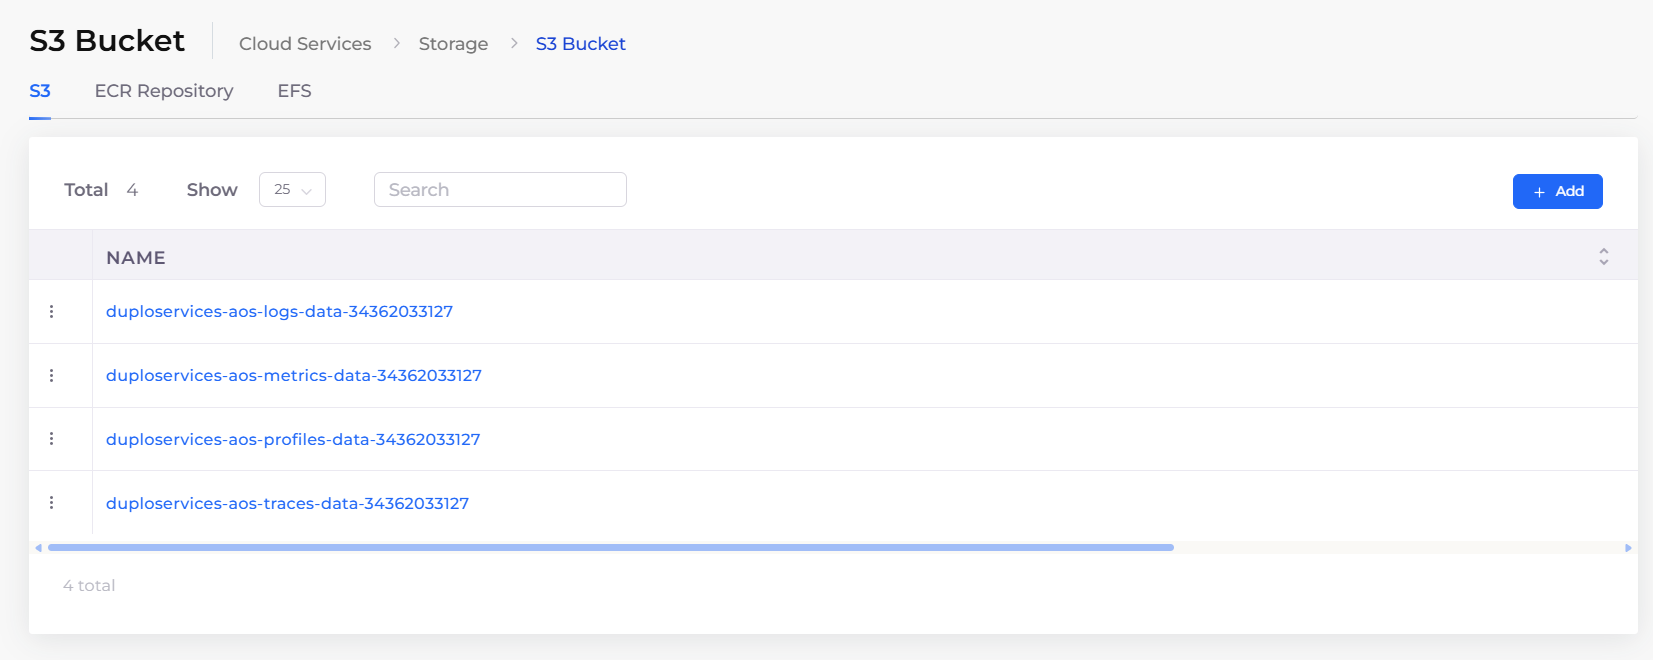 S3 Bucket
Cloud Services > Storage > S3 Bucket
S3 ECR Repository EFS
Total 4 Show 25 Search + Add
NAME
duploservices-aos-logs-data-34362033127
duploservices-aos-metrics-data-34362033127
duploservices-aos-profiles-data-34362033127
duploservices-aos-traces-data-34362033127
4 total